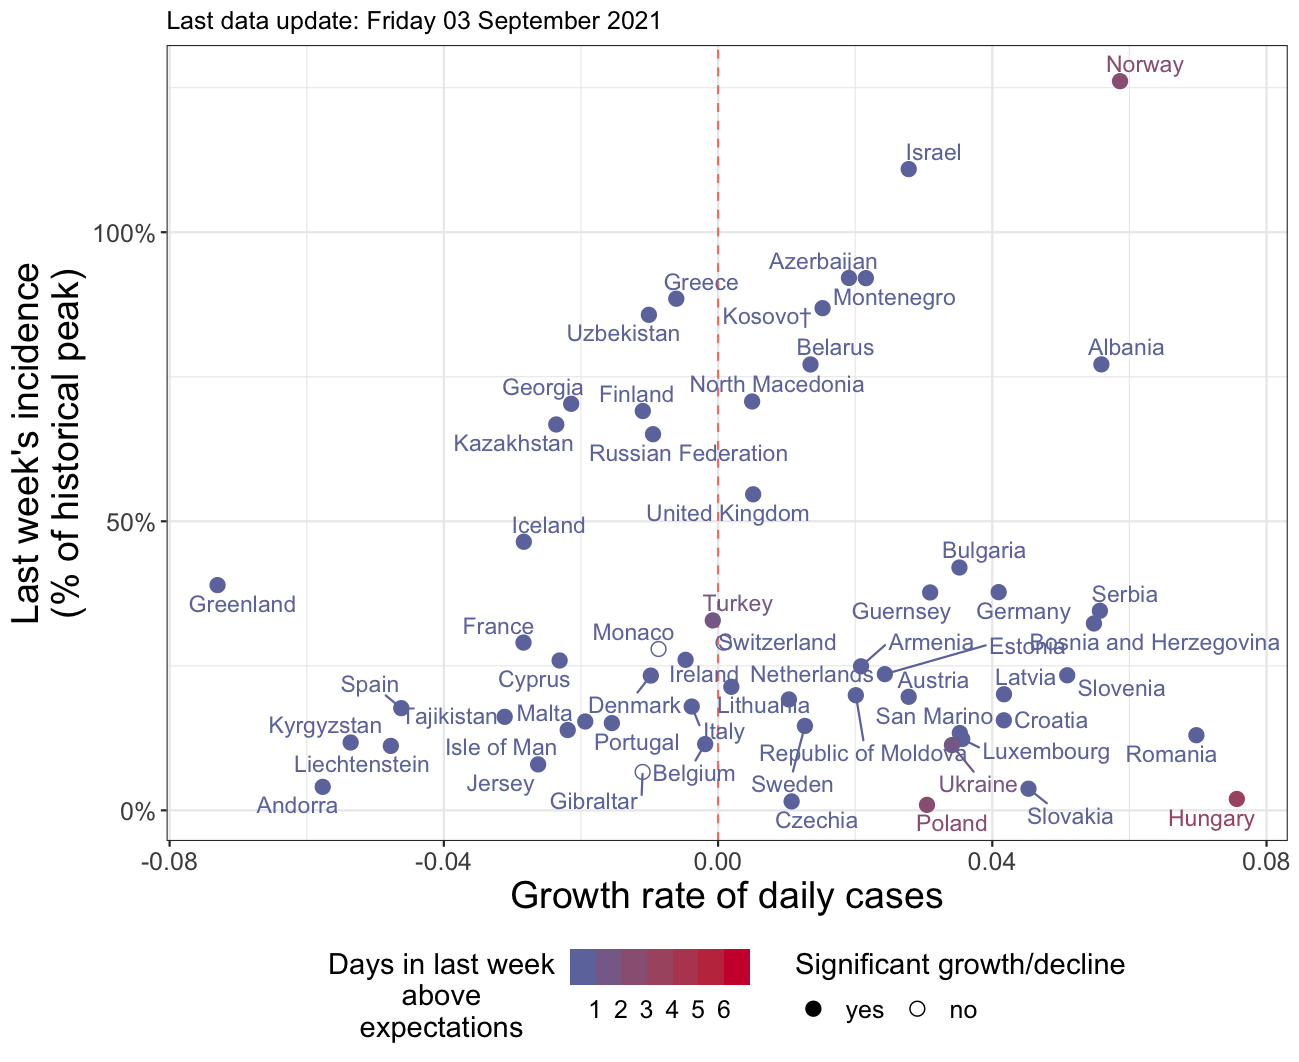 Last data update: Friday 03 September 2021
Norway
Israel
100%
Azerbaijan
Greece
Montenegro
Kosovo†
Uzbekistan
Belarus
Albania
North Macedonia
Georgia
Finland
Kazakhstan
Russian Federation
United Kingdom
50%
Iceland
Bulgaria
Greenland
Serbia
Turkey
Guernsey
Germany
France
Monaco
Switzerland
Armenia
Estonia
Bosnia and Herzegovina
Cyprus
Ireland
Netherlands
Austria
Latvia
Slovenia
Spain
Denmark
Lithuania
Tajikistan
Malta
San Marino
Croatia
Kyrgyzstan
Isle of Man
Portugal
Italy
Republic of Moldova
Luxembourg
Romania
Liechtenstein
Belgium
Jersey
Sweden
Ukraine
Andorra
Gibraltar
0%
Czechia
Poland
Slovakia
Hungary
-0.08
-0.04
0.00
0.04
0.08
Last week's incidence
(% of historical peak)
Growth rate of daily cases
Days in last week
above
expectations
1 2 3 4 5 6
Significant growth/decline
yes
no